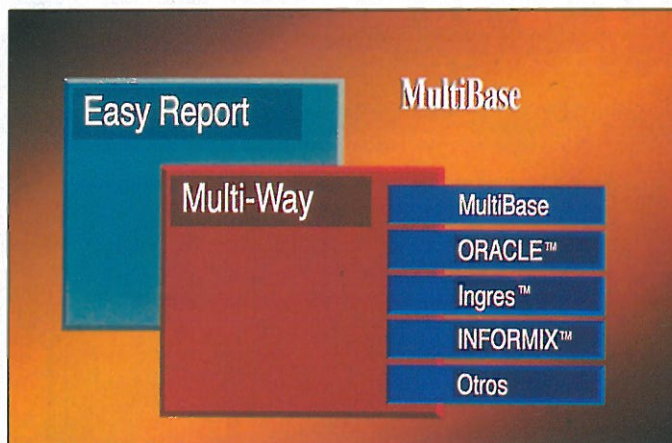 Easy Report
MultiBase
Multi-Way
MultiBase
ORACLE™
Ingres™
INFORMIX™
Otros